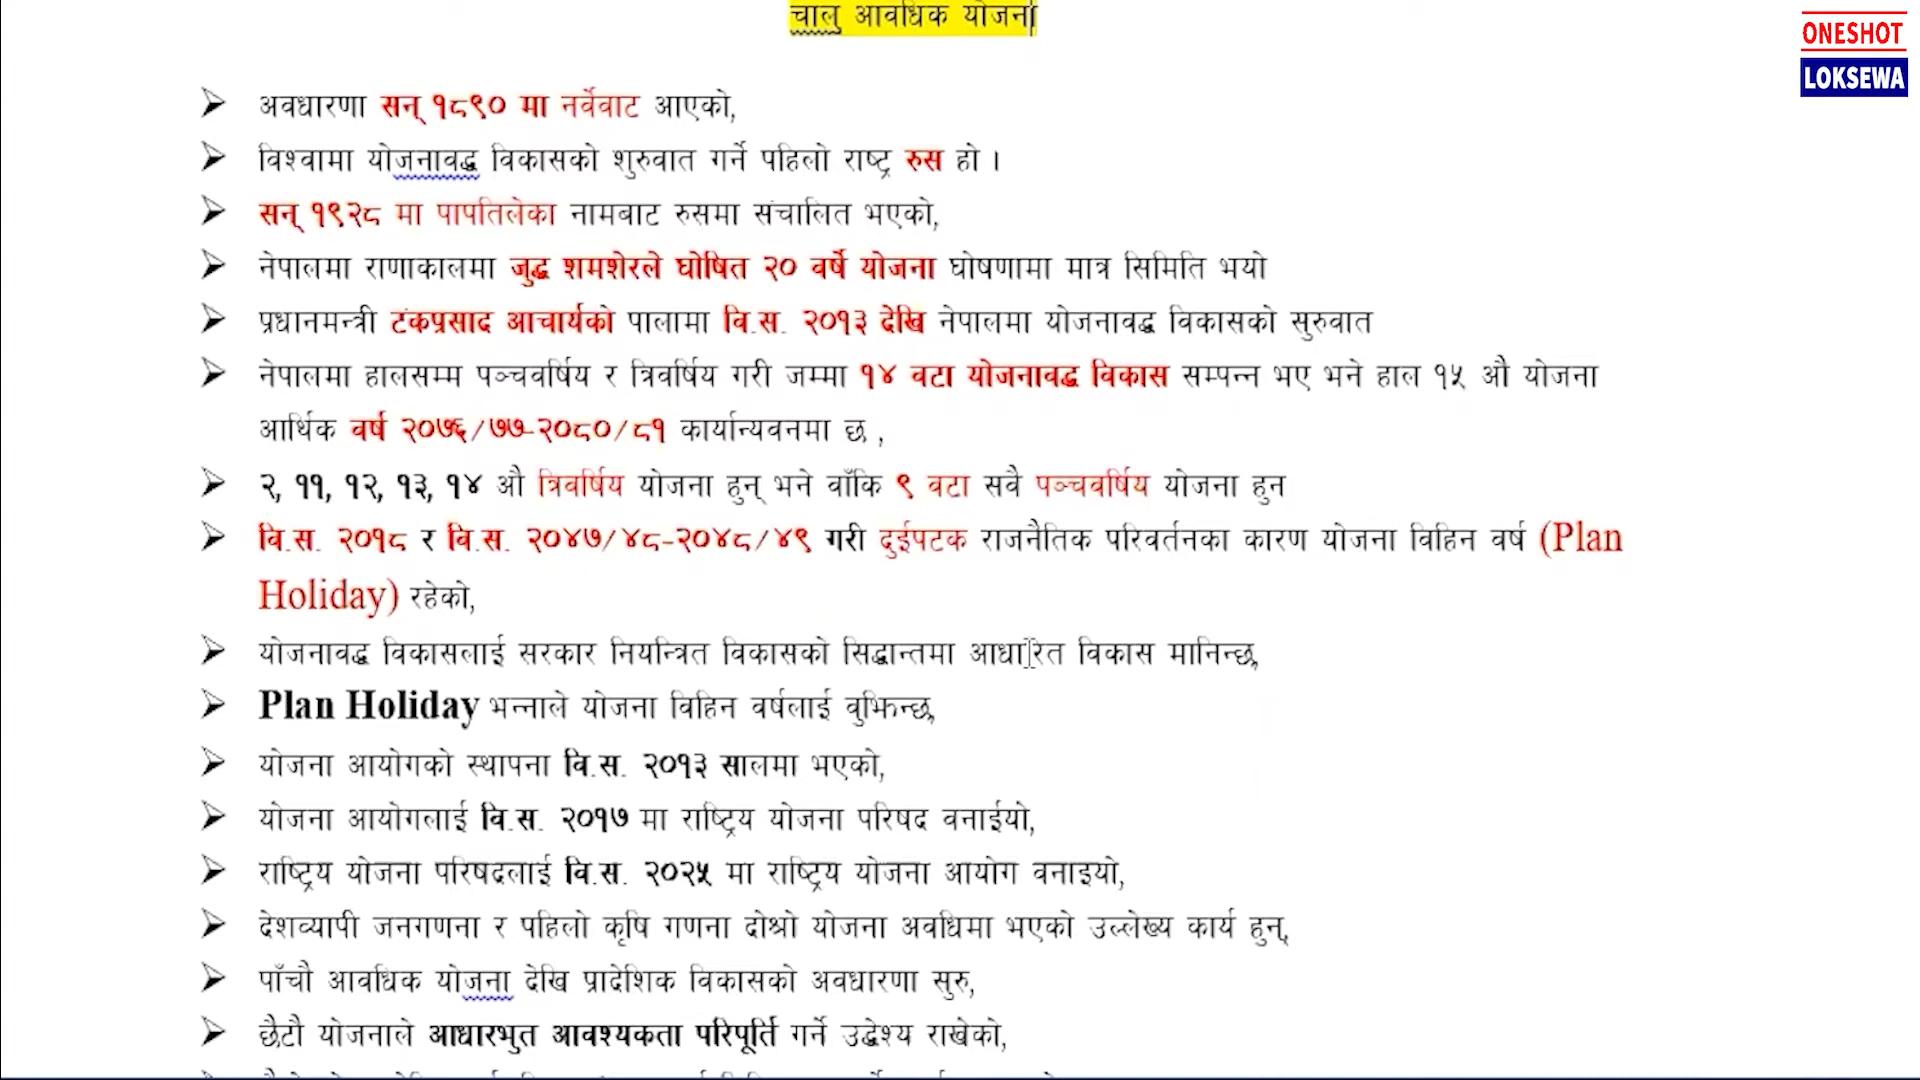 चालु आवधिक योजना
ONESHOT
LOKSEWA
➢ अवधारणा सन् १८९० मा नर्वेवाट आएको,
➢ विश्वामा योजनावद्ध विकासको शुरुवात गर्ने पहिलो राष्ट्र रुस हो ।
➢ सन् १९२८ मा पापतिलेका नामबाट रुसमा संचालित भएको,
➢ नेपालमा राणाकालमा जुद्ध शमशेरले घोषित २० वर्षे योजना घोषणामा मात्र सिमिति भयो
➢ प्रधानमन्त्री टंकप्रसाद आचार्यको पालामा वि.स. २०१३ देखि नेपालमा योजनावद्ध विकासको सुरुवात
➢ नेपालमा हालसम्म पञ्चवर्षिय र त्रिवर्षिय गरी जम्मा १४ वटा योजनावद्ध विकास सम्पन्न भए भने हाल १५ औ योजना
आर्थिक वर्ष २०७६/७७-२०८०/८१ कार्यान्यवनमा छ ,
➢ २, ११, १२, १३, १४ औ त्रिवर्षिय योजना हुन् भने वाँकि ९ वटा सवै पञ्चवर्षिय योजना हुन
➢ वि.स. २०१८ र वि.स. २०४७/४८-२०४८/४९ गरी दुईपटक राजनैतिक परिवर्तनका कारण योजना विहिन वर्ष (Plan
Holiday) रहेको,
➢ योजनावद्ध विकासलाई सरकार नियन्त्रित विकासको सिद्धान्तमा आधारित विकास मानिन्छ,
➢ Plan Holiday भन्नाले योजना विहिन वर्षलाई वुझिन्छ,
➢ योजना आयोगको स्थापना वि.स. २०१३ सालमा भएको,
➢ योजना आयोगलाई वि.स. २०१७ मा राष्ट्रिय योजना परिषद वनाईयो,
➢ राष्ट्रिय योजना परिषदलाई वि.स. २०२५ मा राष्ट्रिय योजना आयोग वनाइयो,
➢ देशव्यापी जनगणना र पहिलो कृषि गणना दोश्रो योजना अवधिमा भएको उल्लेख्य कार्य हुन्,
➢ पाँचौ आवधिक योजना देखि प्रादेशिक विकासको अवधारणा सुरु,
➢ छैटौ योजनाले आधारभुत आवश्यकता परिपूर्ति गर्ने उद्धेश्य राखेको,